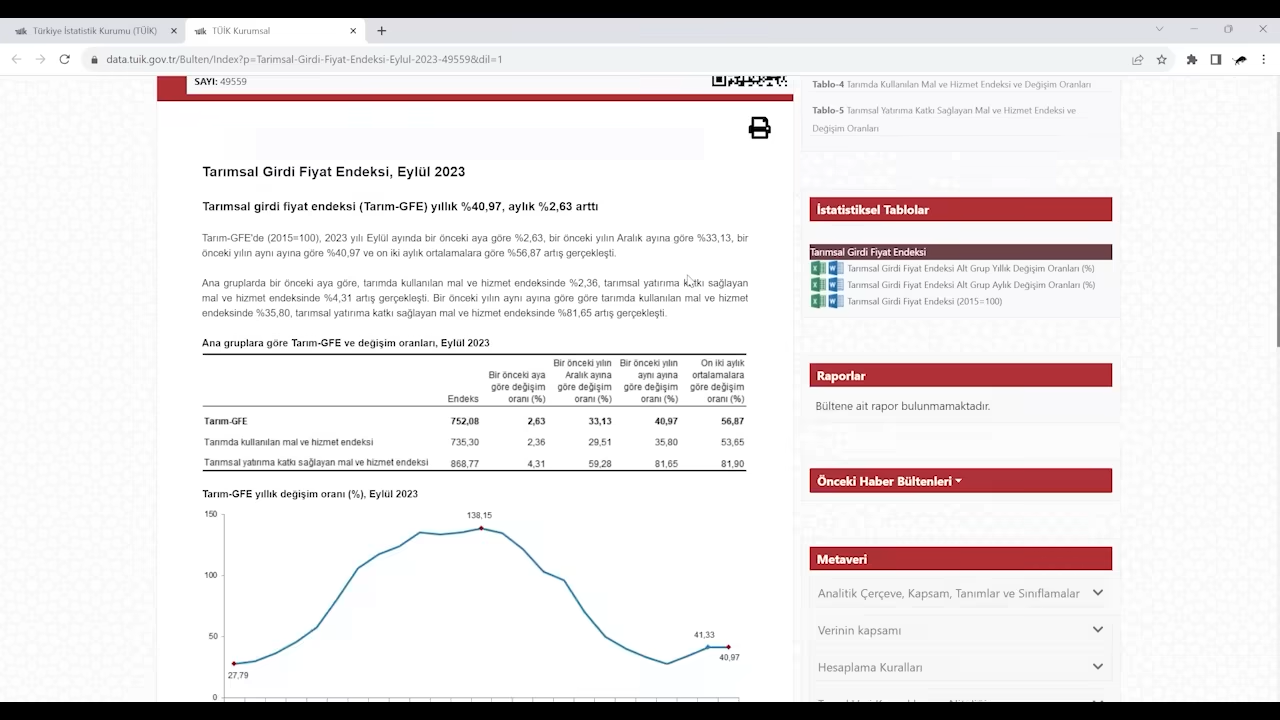 Türkiye İstatistik Kurumu (TÜİK)
TÜİK Kurumsal
data.tuik.gov.tr/Bulten/Index?p=Tarimsal-Girdi-Fiyat-Endeksi-Eylul-2023-49559&dil=1
SAYI: 49559
Tarımsal Girdi Fiyat Endeksi, Eylül 2023
Tarımsal girdi fiyat endeksi (Tarım-GFE) yıllık %40,97, aylık %2,63 arttı
Tarım-GFE'de (2015=100), 2023 yılı Eylül ayında bir önceki aya göre %2,63, bir önceki yılın Aralık ayına göre %33,13, bir
önceki yılın aynı ayına göre %40,97 ve on iki aylık ortalamalara göre %56,87 artış gerçekleşti.
Ana gruplarda bir önceki aya göre, tarımda kullanılan mal ve hizmet endeksinde %2,36, tarımsal yatırıma katkı sağlayan
mal ve hizmet endeksinde %4,31 artış gerçekleşti. Bir önceki yılın aynı ayına göre göre tarımda kullanılan mal ve hizmet
endeksinde %35,80, tarımsal yatırıma katkı sağlayan mal ve hizmet endeksinde %81,65 artış gerçekleşti.
Ana gruplara göre Tarım-GFE ve değişim oranları, Eylül 2023
Bir önceki yılın Bir önceki yılın On iki aylık
Bir önceki aya Aralık ayına aynı ayına ortalamalara
göre değişim göre değişim göre değişim göre değişim
Endeks oranı (%) oranı (%) oranı (%) oranı (%)
Tarım-GFE 752,08 2,63 33,13 40,97 56,87
Tarımda kullanılan mal ve hizmet endeksi 735,30 2,36 29,51 35,80 53,65
Tarımsal yatırıma katkı sağlayan mal ve hizmet endeksi 868,77 4,31 59,28 81,65 81,90
Tarım-GFE yıllık değişim oranı (%), Eylül 2023
150
138,15
100
50
41,33
40,97
27,79
0
Tablo-4 Tarımda Kullanılan Mal ve Hizmet Endeksi ve Değişim Oranları
Tablo-5 Tarımsal Yatırıma Katkı Sağlayan Mal ve Hizmet Endeksi ve
Değişim Oranları
İstatistiksel Tablolar
Tarımsal Girdi Fiyat Endeksi
Tarımsal Girdi Fiyat Endeksi Alt Grup Yıllık Değişim Oranları (%)
Tarımsal Girdi Fiyat Endeksi Alt Grup Aylık Değişim Oranları (%)
Tarımsal Girdi Fiyat Endeksi (2015=100)
Raporlar
Bültene ait rapor bulunmamaktadır.
Önceki Haber Bültenleri
Metaveri
Analitik Çerçeve, Kapsam, Tanımlar ve Sınıflamalar
Verinin kapsamı
Hesaplama Kuralları